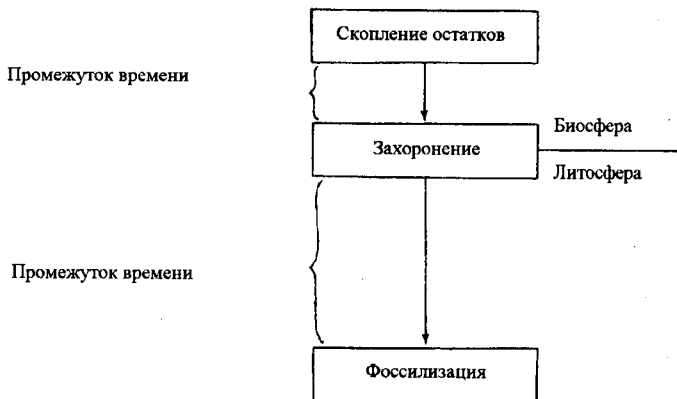 Скопление остатков
Промежуток времени
Биосфера
Захоронение
Литосфера
Промежуток времени
Фоссилизация